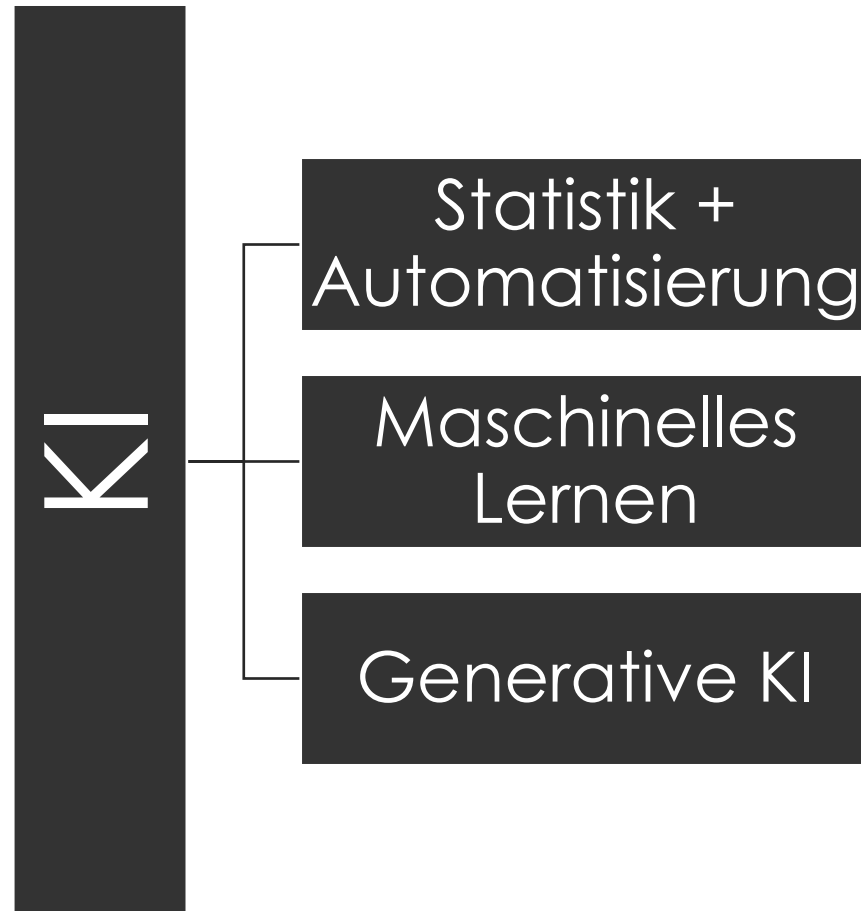 KI
Statistik +
Automatisierung
Maschinelles
Lernen
Generative KI